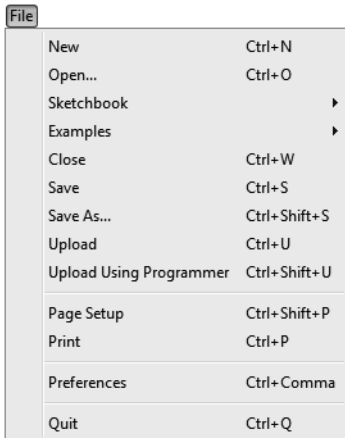 File
New Ctrl+N
Open... Ctrl+O
Sketchbook
Examples
Close Ctrl+W
Save Ctrl+S
Save As... Ctrl+Shift+S
Upload Ctrl+U
Upload Using Programmer Ctrl+Shift+U
Page Setup Ctrl+Shift+P
Print Ctrl+P
Preferences Ctrl+Comma
Quit Ctrl+Q